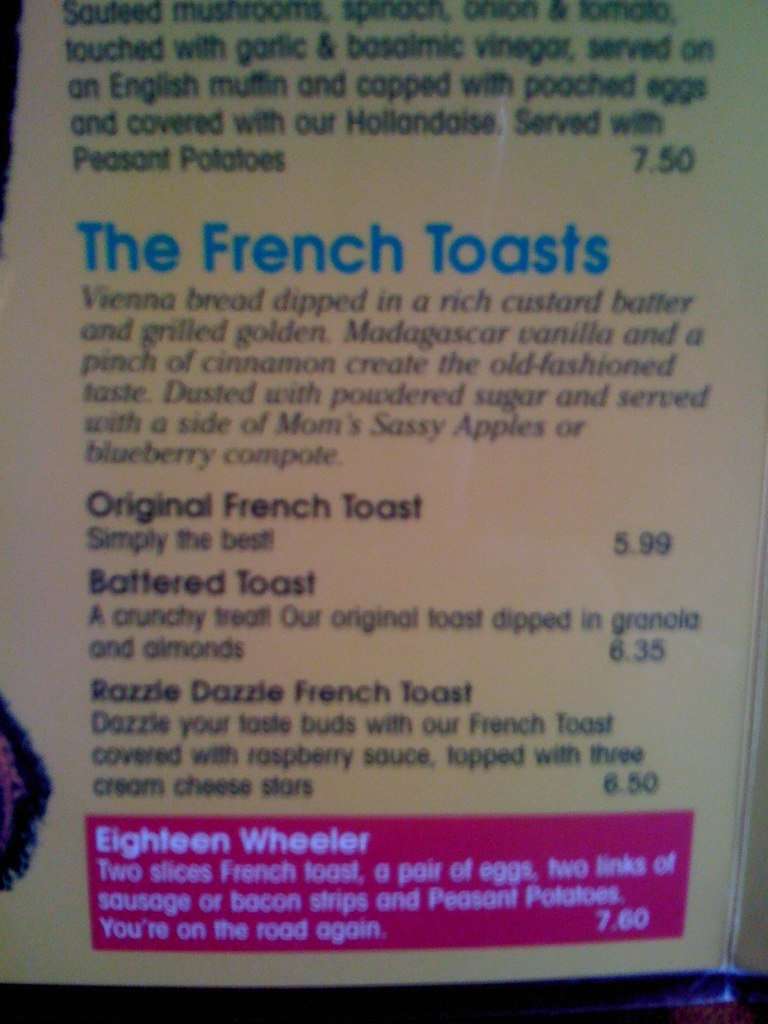 Sauteed mushrooms, spinach, onion & tomato,
touched with garlic & basalmic vinegar, served on
an English muffin and capped with poached eggs
and covered with our Hollandaise. Served with
Peasant Potatoes 7.50
The French Toasts
Vienna bread dipped in a rich custard batter
and grilled golden. Madagascar vanilla and a
pinch of cinnamon create the old-fashioned
taste. Dusted with powdered sugar and served
with a side of Mom's Sassy Apples or
blueberry compote.
Original French Toast
Simply the best! 5.99
Battered Toast
A crunchy treat! Our original toast dipped in granola
and almonds 6.35
Razzle Dazzle French Toast
Dazzle your taste buds with our French Toast
covered with raspberry sauce, topped with three
cream cheese stars 6.50
Eighteen Wheeler
Two slices French toast, a pair of eggs, two links of
sausage or bacon strips and Peasant Potatoes.
You're on the road again. 7.60